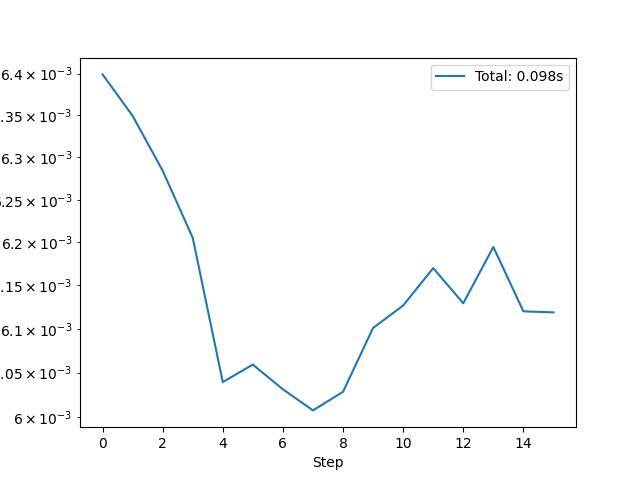 Total: 0.098s
6.4 × 10⁻³
.35 × 10⁻³
6.3 × 10⁻³
6.25 × 10⁻³
6.2 × 10⁻³
.15 × 10⁻³
6.1 × 10⁻³
.05 × 10⁻³
6 × 10⁻³
0 2 4 6 8 10 12 14
Step